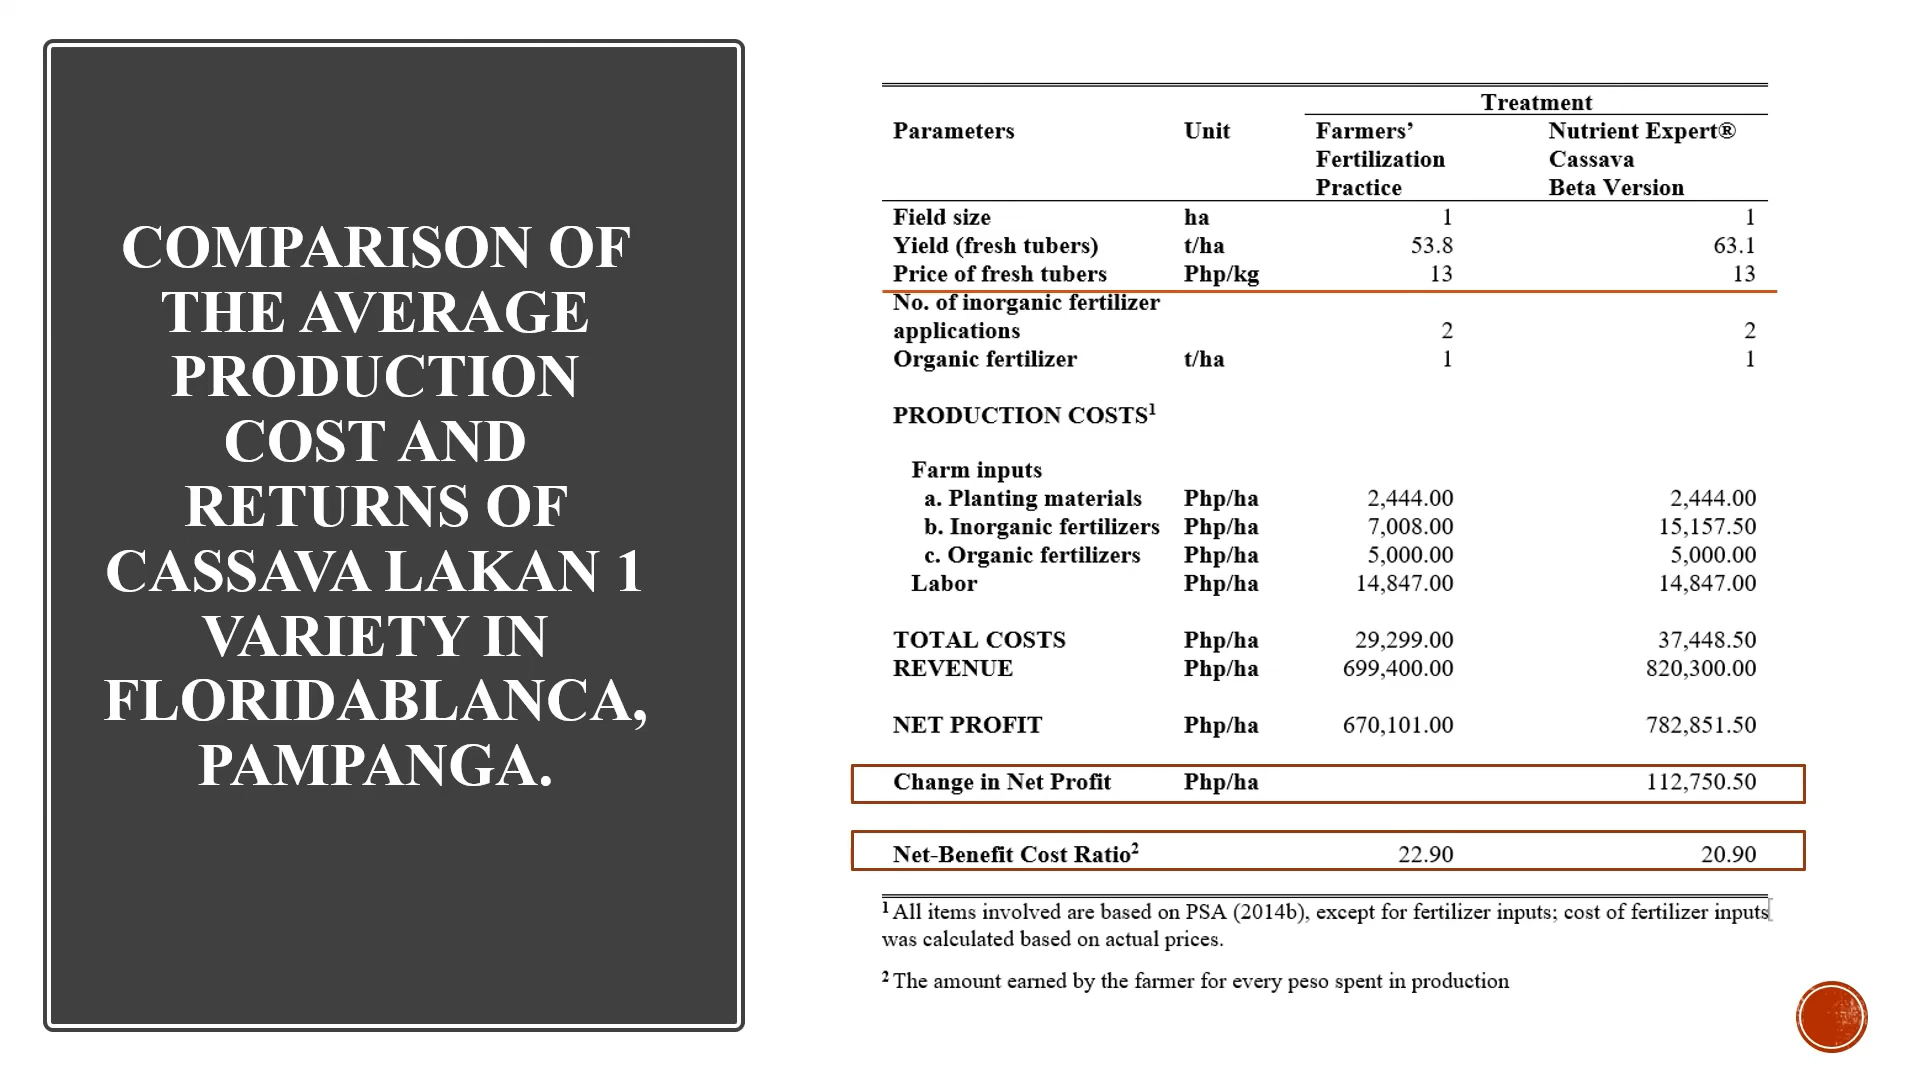 COMPARISON OF
THE AVERAGE
PRODUCTION
COST AND
RETURNS OF
CASSAVA LAKAN 1
VARIETY IN
FLORIDABLANCA,
PAMPANGA.
Treatment
Parameters Unit Farmers’ Nutrient Expert®
Fertilization Cassava
Practice Beta Version
Field size ha 1 1
Yield (fresh tubers) t/ha 53.8 63.1
Price of fresh tubers Php/kg 13 13
No. of inorganic fertilizer
applications 2 2
Organic fertilizer t/ha 1 1
PRODUCTION COSTS¹
Farm inputs
a. Planting materials Php/ha 2,444.00 2,444.00
b. Inorganic fertilizers Php/ha 7,008.00 15,157.50
c. Organic fertilizers Php/ha 5,000.00 5,000.00
Labor Php/ha 14,847.00 14,847.00
TOTAL COSTS Php/ha 29,299.00 37,448.50
REVENUE Php/ha 699,400.00 820,300.00
NET PROFIT Php/ha 670,101.00 782,851.50
Change in Net Profit Php/ha 112,750.50
Net-Benefit Cost Ratio² 22.90 20.90
¹ All items involved are based on PSA (2014b), except for fertilizer inputs; cost of fertilizer inputs
was calculated based on actual prices.
² The amount earned by the farmer for every peso spent in production